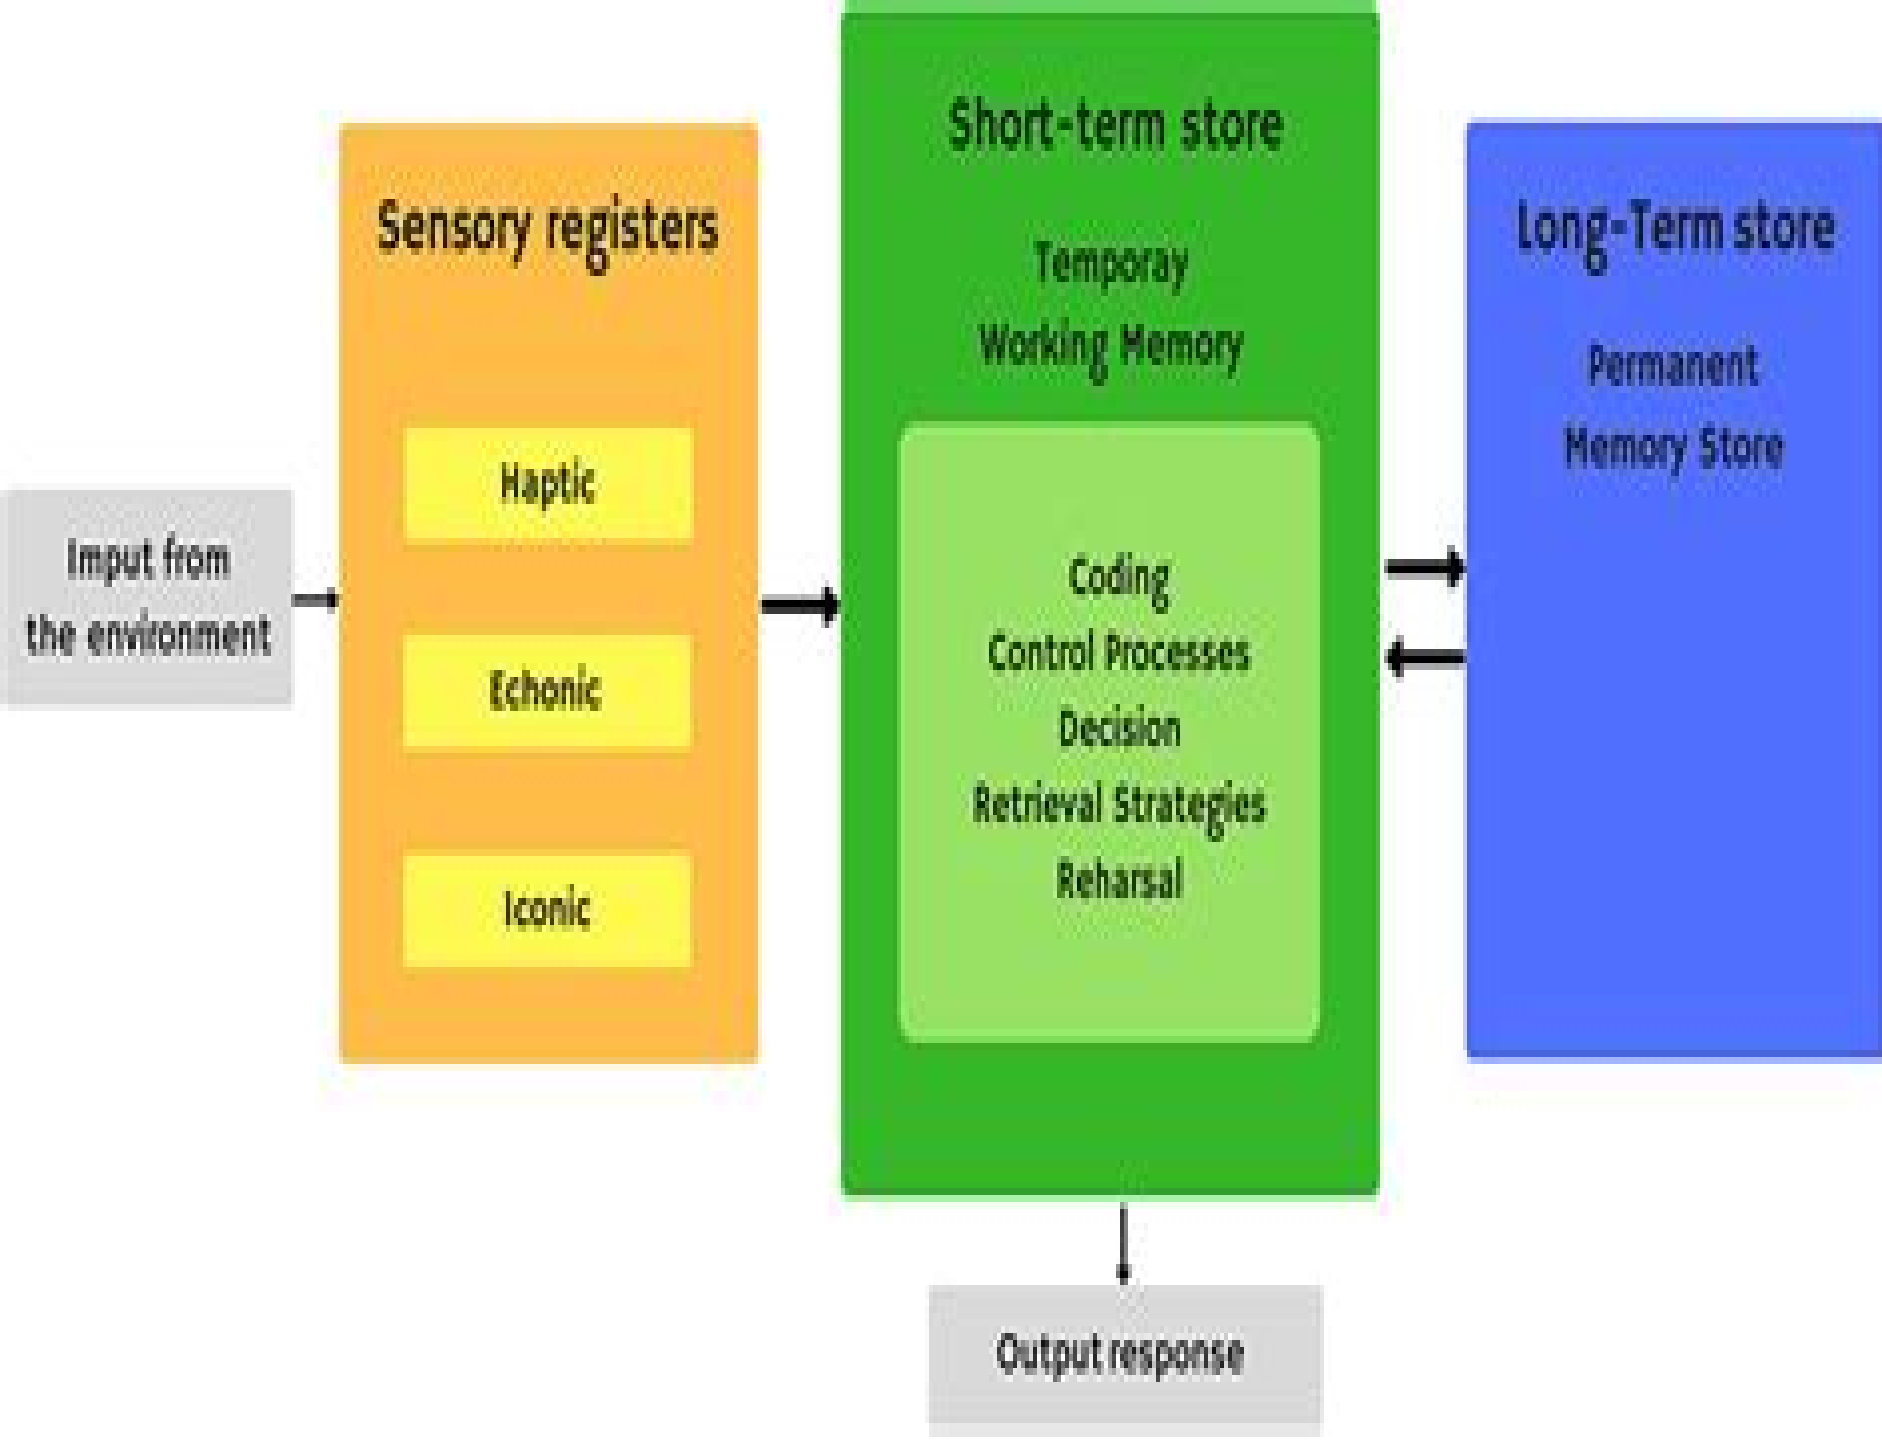 Imput from
the environment
Sensory registers
Haptic
Echonic
Iconic
Short-term store
Temporay
Working Memory
Coding
Control Processes
Decision
Retrieval Strategies
Reharsal
Long-Term store
Permanent
Memory Store
Output response